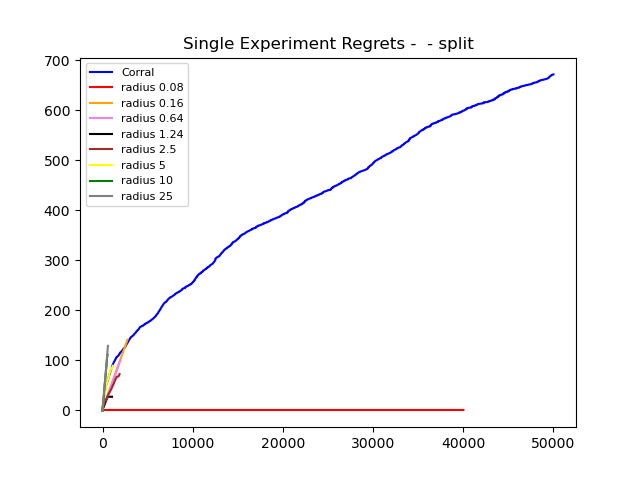 Single Experiment Regrets -  - split
700
600
500
400
300
200
100
0
Corral
radius 0.08
radius 0.16
radius 0.64
radius 1.24
radius 2.5
radius 5
radius 10
radius 25
0 10000 20000 30000 40000 50000